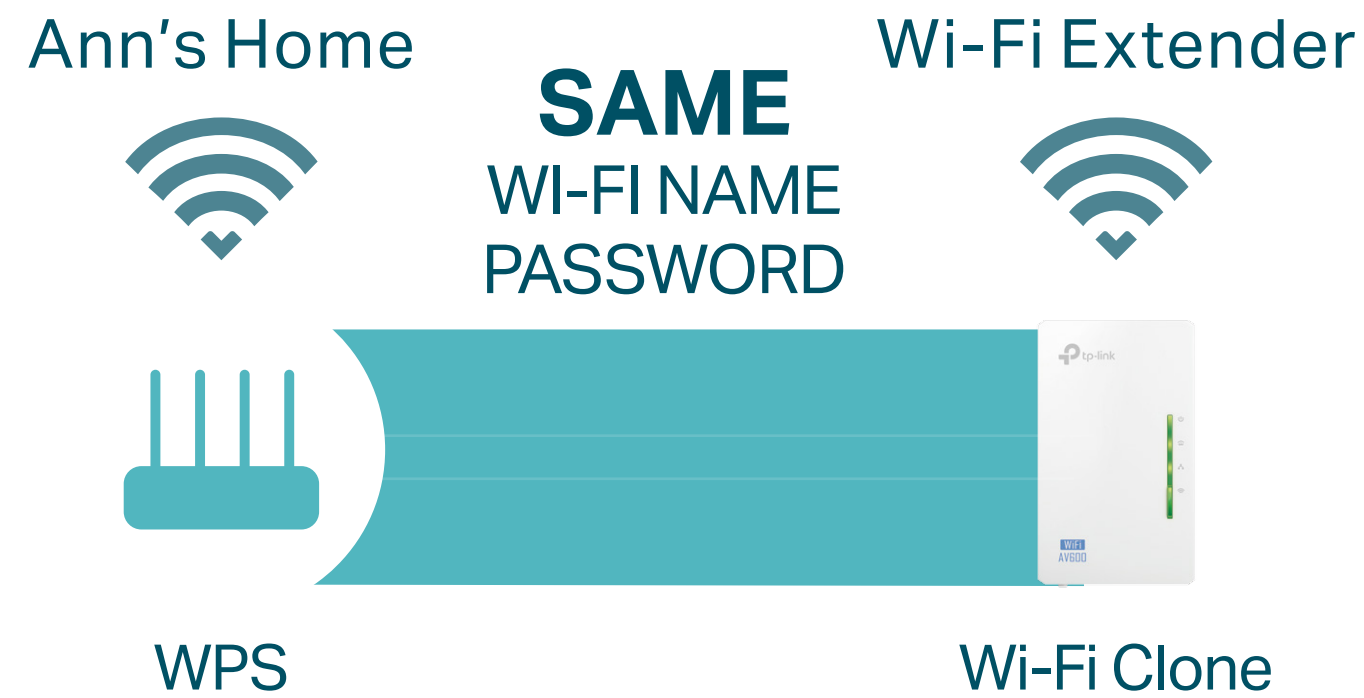 Ann's Home
Wi-Fi Extender
SAME
WI-FI NAME
PASSWORD
tp-link
WiFi
AV600
WPS
Wi-Fi Clone